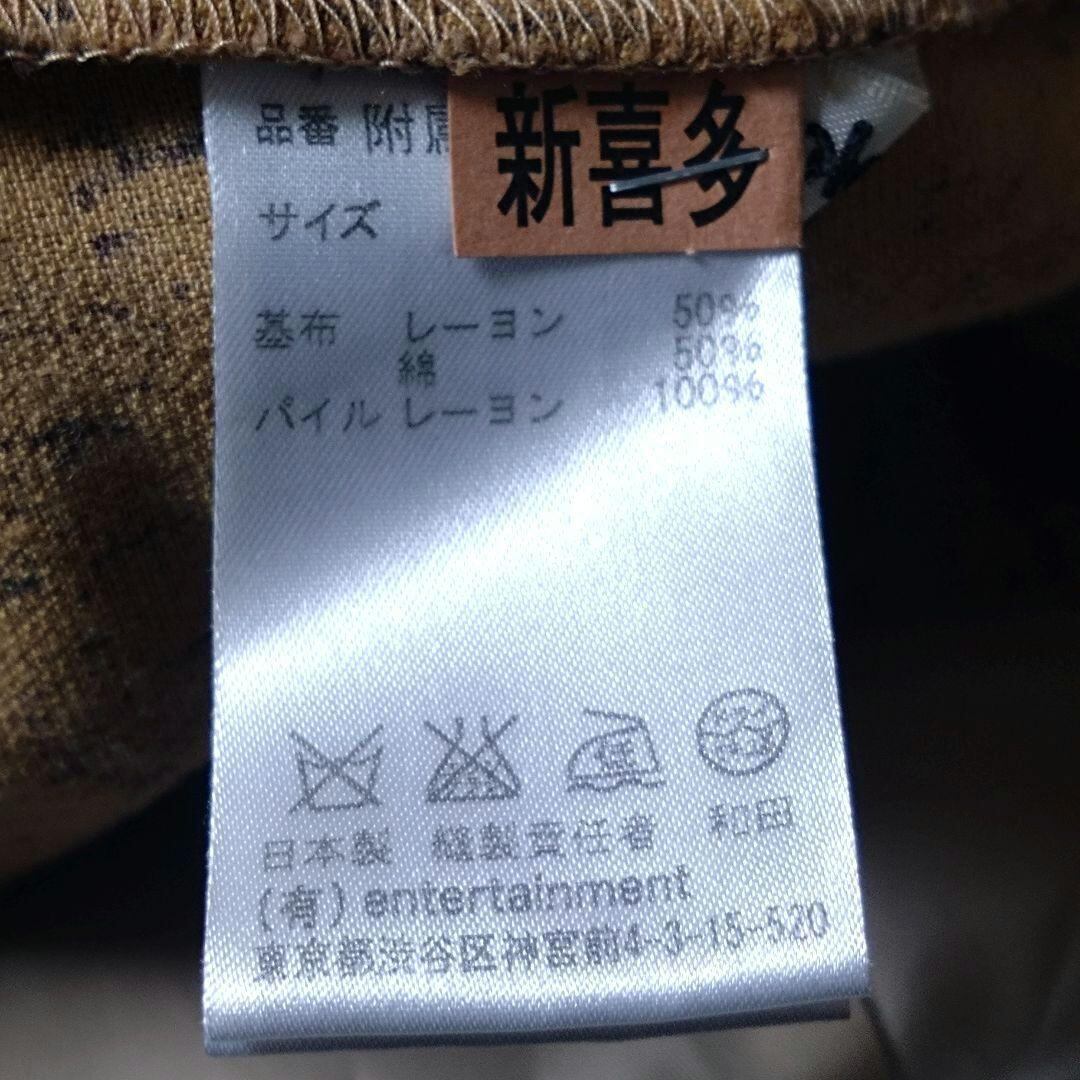 品番 附属
新喜多
サイズ
基布 レーヨン 50%
綿 50%
パイル レーヨン 100%
日本製 縫製責任者 和田
(有) entertainment
東京都渋谷区神宮前4-3-15-520